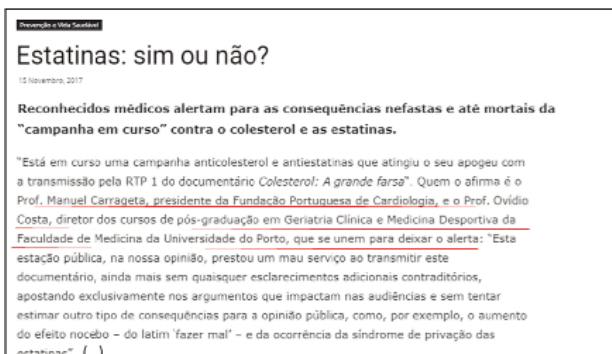 Prevenção e Vida Saudável
Estatinas: sim ou não?
15 Novembro, 2017
Reconhecidos médicos alertam para as consequências nefastas e até mortais da
"campanha em curso" contra o colesterol e as estatinas.
"Está em curso uma campanha anticolesterol e antiestatinas que atingiu o seu apogeu com
a transmissão pela RTP 1 do documentário Colesterol: A grande farsa". Quem o afirma é o
Prof. Manuel Carrageta, presidente da Fundação Portuguesa de Cardiologia, e o Prof. Ovídio
Costa, diretor dos cursos de pós-graduação em Geriatria Clínica e Medicina Desportiva da
Faculdade de Medicina da Universidade do Porto, que se unem para deixar o alerta: "Esta
estação pública, na nossa opinião, prestou um mau serviço ao transmitir este
documentário, ainda mais sem quaisquer esclarecimentos adicionais contraditórios,
apostando exclusivamente nos argumentos que impactam nas audiências e sem tentar
estimar outro tipo de consequências para a opinião pública, como, por exemplo, o aumento
do efeito nocebo – do latim 'fazer mal' – e da ocorrência da síndrome de privação das
estatinas" (...)